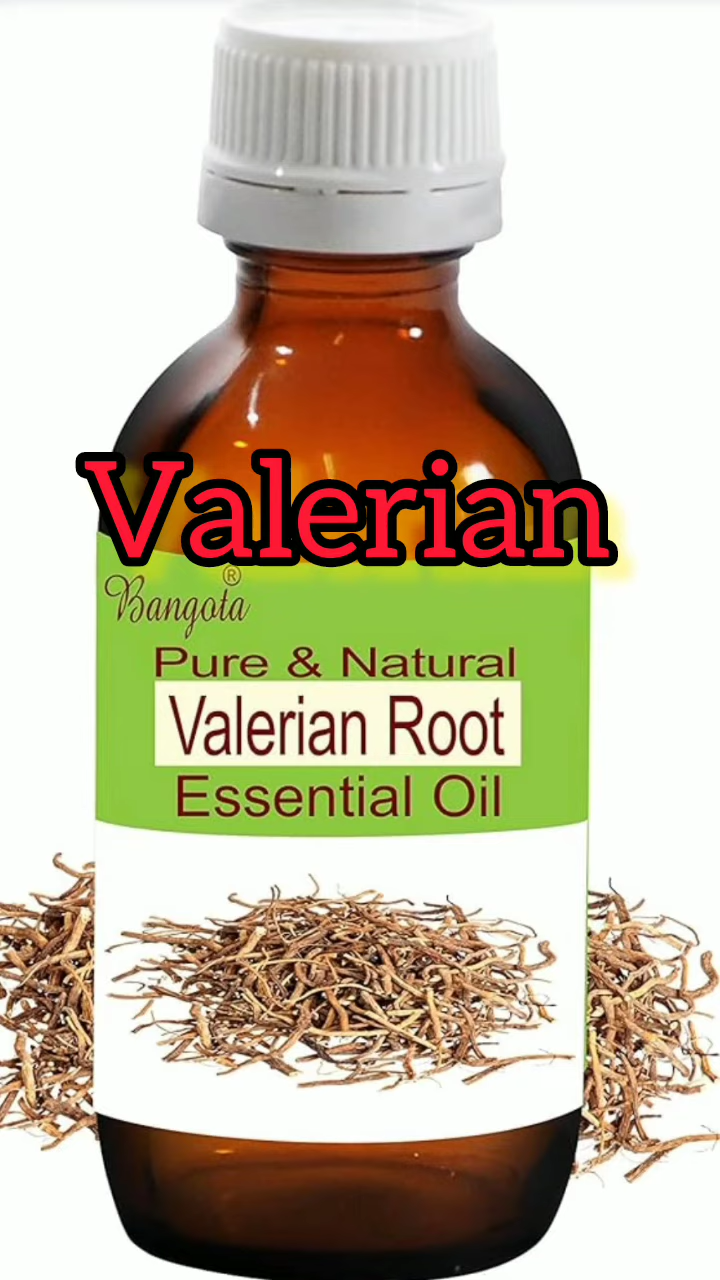 Valerian
Bangota®
Pure & Natural
Valerian Root
Essential Oil